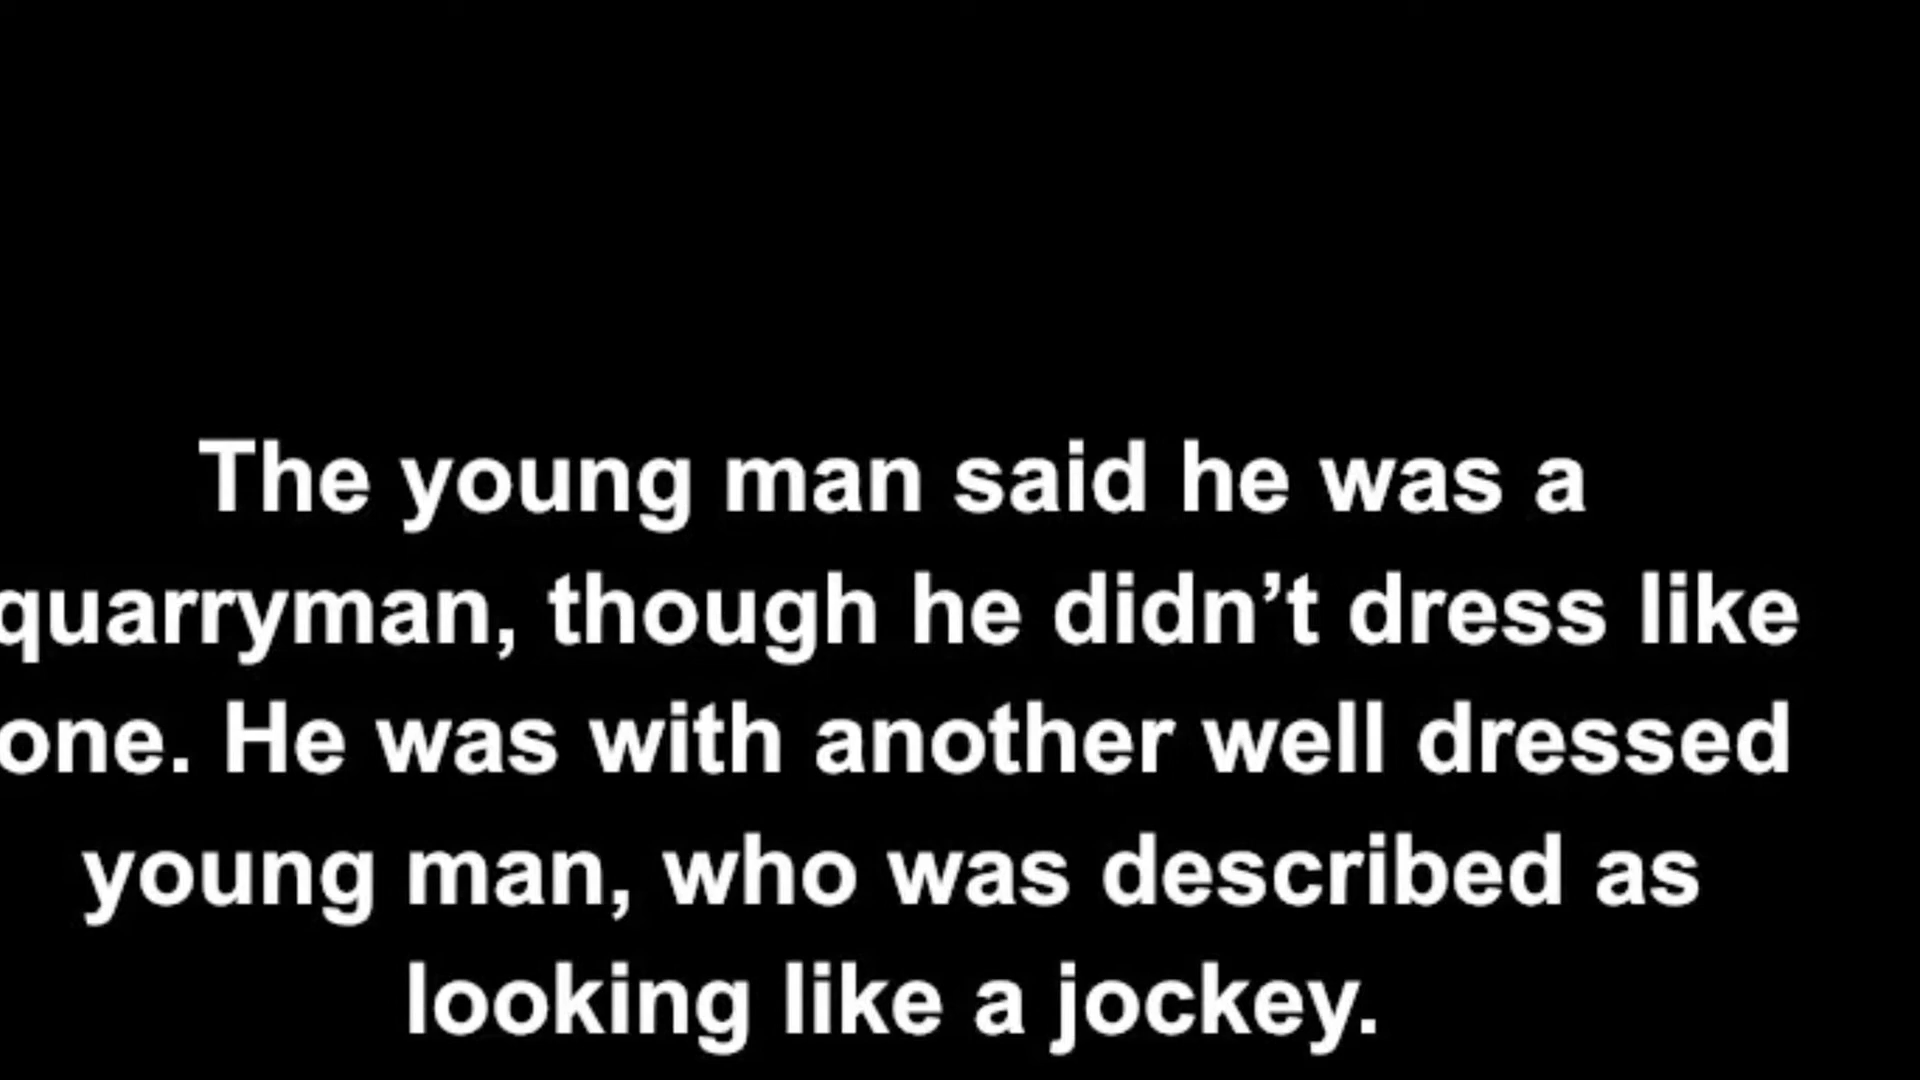 The young man said he was a
quarryman, though he didn’t dress like
one. He was with another well dressed
young man, who was described as
looking like a jockey.